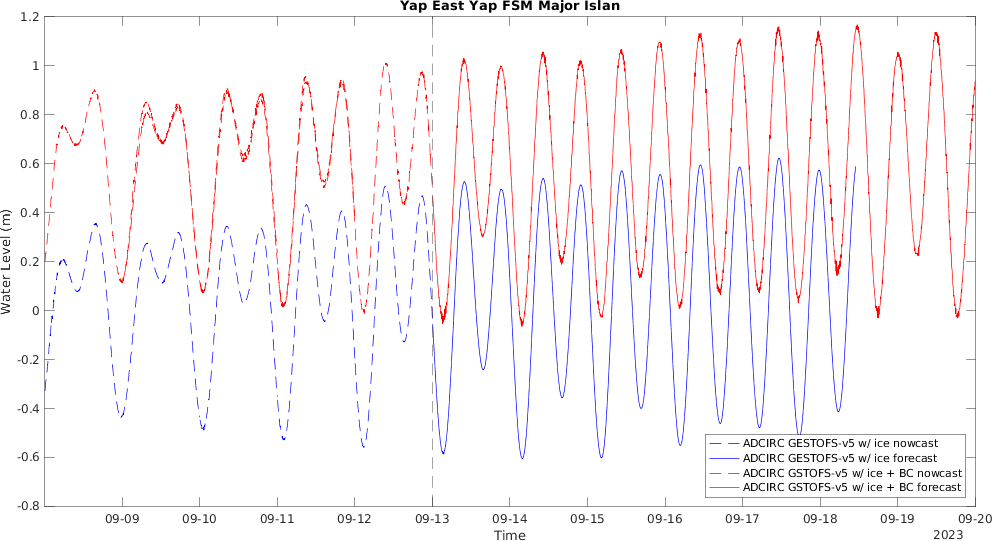 Yap East Yap FSM Major Islan
1.2
1
0.8
0.6
0.4
0.2
0
-0.2
-0.4
-0.6
-0.8
Water Level (m)
ADCIRC GESTOFS-v5 w/ ice nowcast
ADCIRC GESTOFS-v5 w/ ice forecast
ADCIRC GSTOFS-v5 w/ ice + BC nowcast
ADCIRC GSTOFS-v5 w/ ice + BC forecast
09-09 09-10 09-11 09-12 09-13 09-14 09-15 09-16 09-17 09-18 09-19 09-20
Time
2023